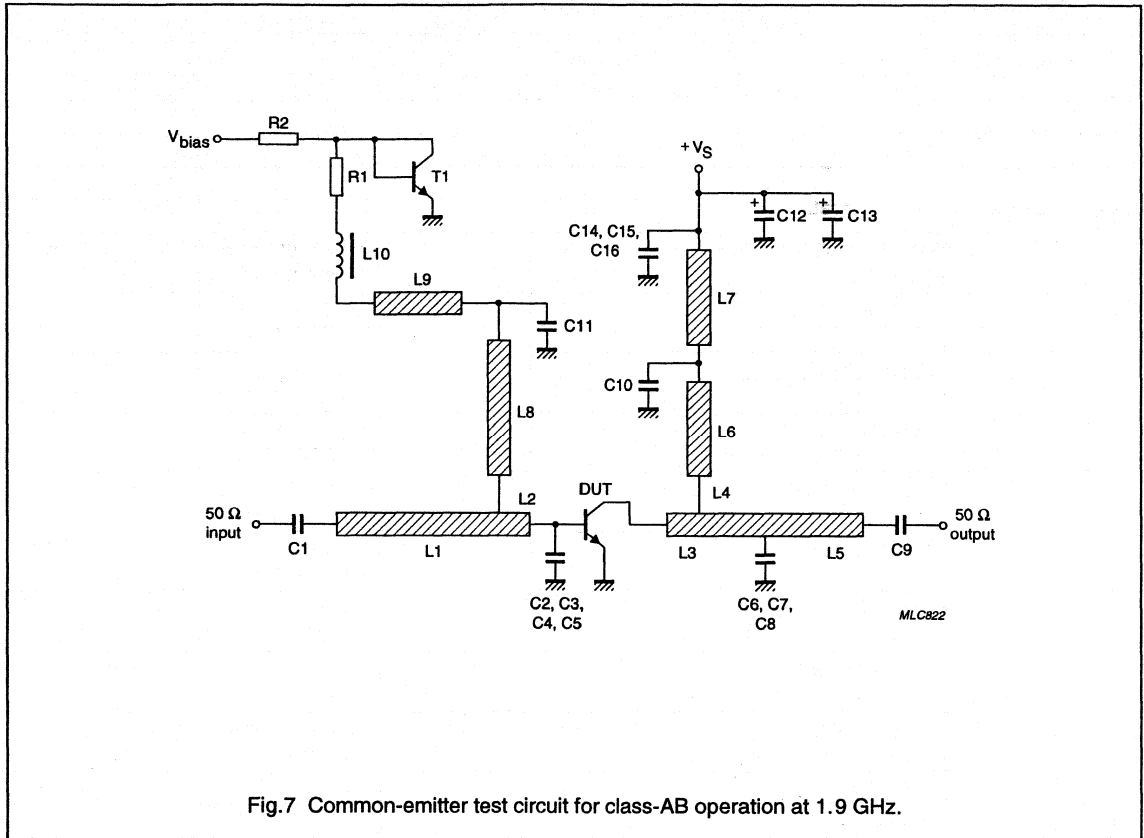 R2
Vbias
R1
T1
+VS
+
C12
+
C13
C14, C15,
C16
L10
L9
L7
C11
C10
L8
L6
L2
DUT
L4
50 Ω
input
C1
L1
L3
L5
C9
50 Ω
output
C2, C3,
C4, C5
C6, C7,
C8
MLC822
Fig.7 Common-emitter test circuit for class-AB operation at 1.9 GHz.